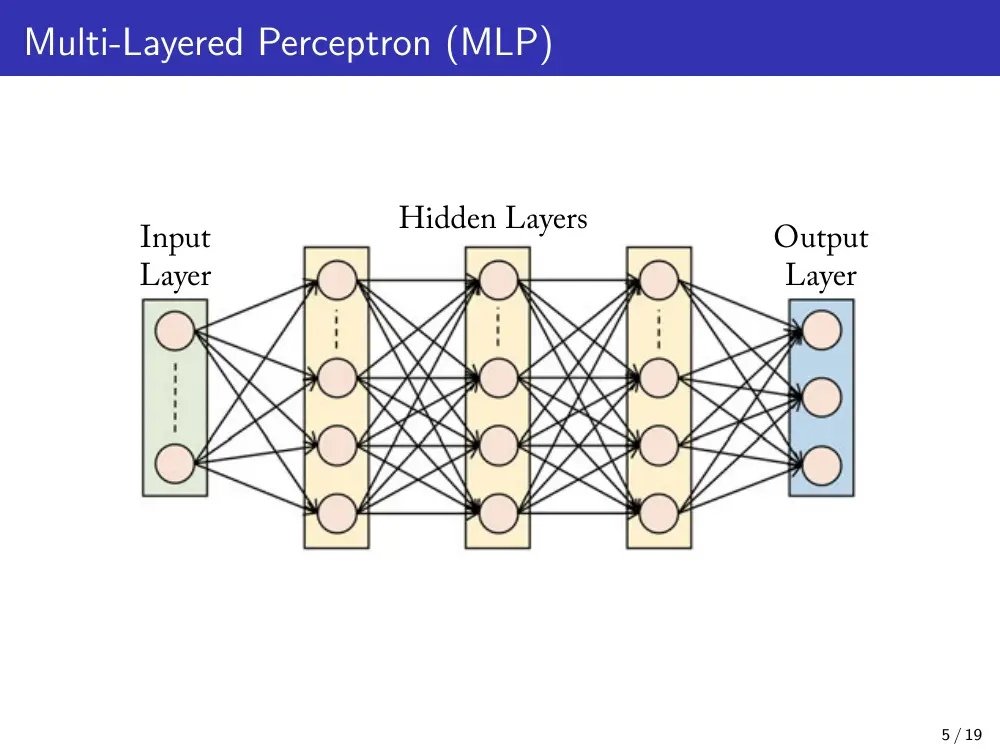 Multi-Layered Perceptron (MLP)
Hidden Layers
Input
Layer
Output
Layer
5 / 19